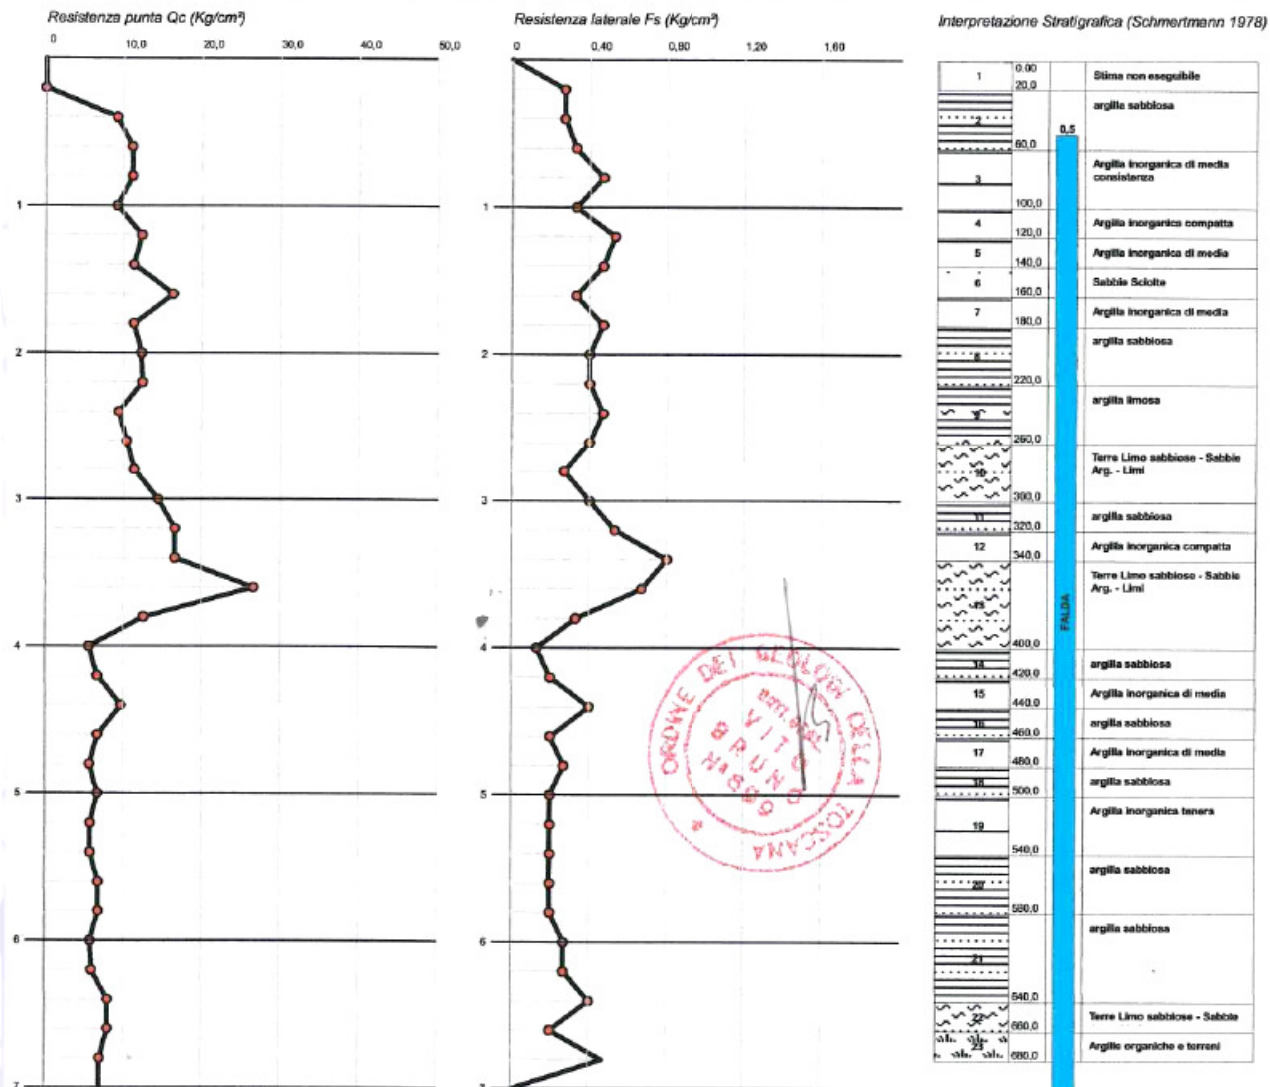 Resistenza punta Qc (Kg/cm²)
0 10,0 20,0 30,0 40,0 50,0
1
2
3
4
5
6
7
Resistenza laterale Fs (Kg/cm²)
0 0,40 0,80 1,20 1,60
1
2
3
4
5
6
ORDINE DEI GEOLOGI DELLA TOSCANA
Interpretazione Stratigrafica (Schmertmann 1978)
1 0.00 20,0 Stima non eseguibile
2 60,0 argilla sabbiosa
0,5
3 100,0 Argilla inorganica di media
consistenza
4 120,0 Argilla inorganica compatta
5 140,0 Argilla inorganica di media
6 160,0 Sabbie Sciolte
7 180,0 Argilla inorganica di media
8 220,0 argilla sabbiosa
9 260,0 argilla limosa
10 300,0 Terre Limo sabbiose - Sabbie
Arg. - Limi
11 320,0 argilla sabbiosa
12 340,0 Argilla inorganica compatta
13 400,0 Terre Limo sabbiose - Sabbie
Arg. - Limi
FALDA
14 420,0 argilla sabbiosa
15 440,0 Argilla inorganica di media
16 460,0 argilla sabbiosa
17 480,0 Argilla inorganica di media
18 500,0 argilla sabbiosa
19 540,0 Argilla inorganica tenera
20 580,0 argilla sabbiosa
21 640,0 argilla sabbiosa
22 660,0 Terre Limo sabbiose - Sabbie
23 680,0 Argille organiche e terreni